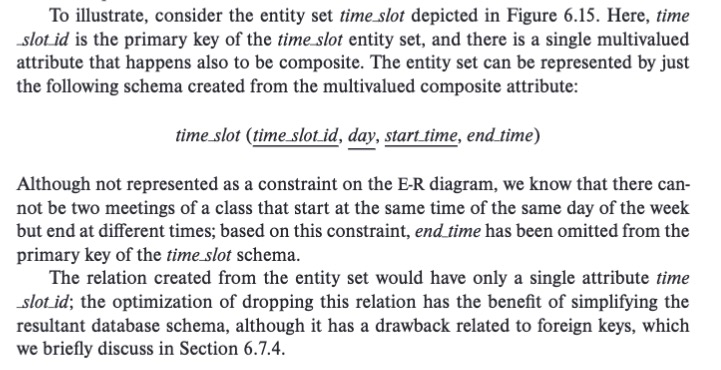 To illustrate, consider the entity set time_slot depicted in Figure 6.15. Here, time
_slot_id is the primary key of the time_slot entity set, and there is a single multivalued
attribute that happens also to be composite. The entity set can be represented by just
the following schema created from the multivalued composite attribute:
time_slot (time_slot_id, day, start_time, end_time)
Although not represented as a constraint on the E-R diagram, we know that there can-
not be two meetings of a class that start at the same time of the same day of the week
but end at different times; based on this constraint, end_time has been omitted from the
primary key of the time_slot schema.
The relation created from the entity set would have only a single attribute time
_slot_id; the optimization of dropping this relation has the benefit of simplifying the
resultant database schema, although it has a drawback related to foreign keys, which
we briefly discuss in Section 6.7.4.